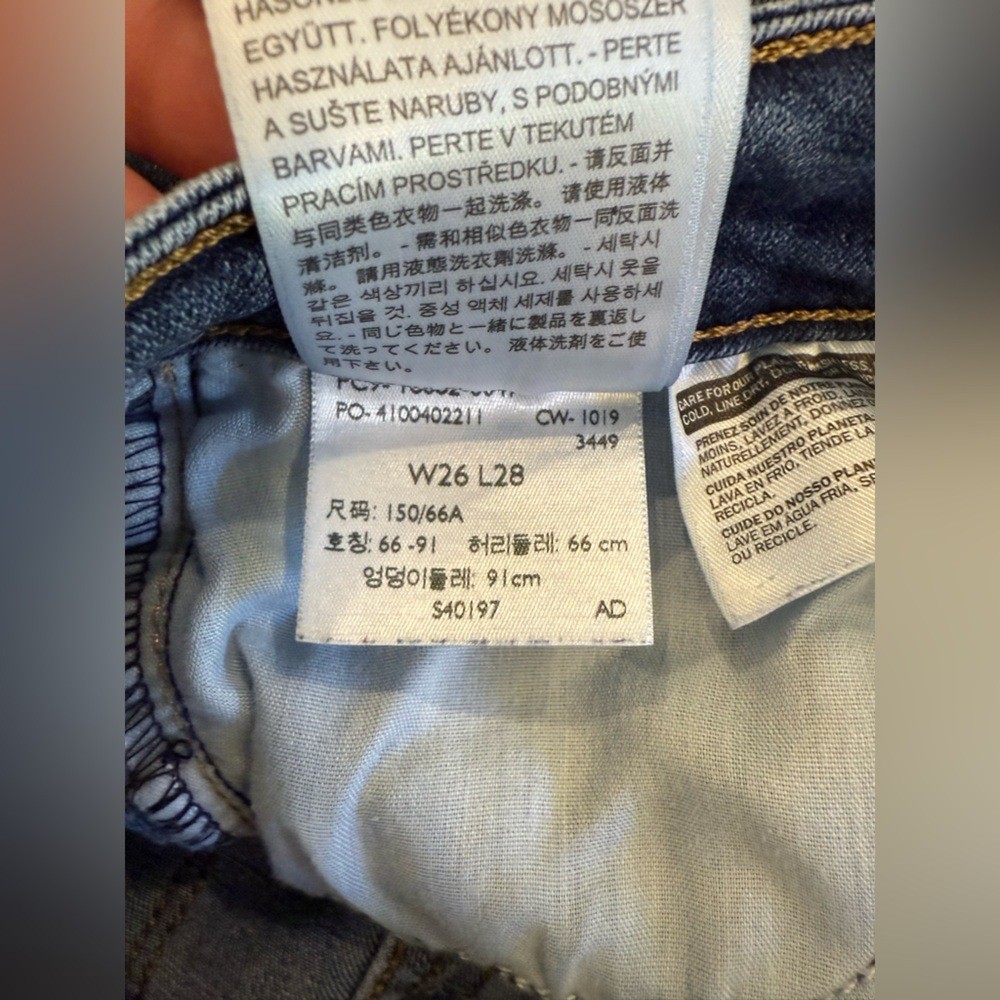 EGYÜTT. FOLYÉKONY MOSÓSZER
HASZNÁLATA AJÁNLOTT. - PERTE
A SUŠTE NARUBY, S PODOBNÝMI
BARVAMI. PERTE V TEKUTÉM
PRACÍM PROSTŘEDKU. - 请反面并
与同类色衣物一起洗涤。 请使用液体
清洁剂。 - 需和相似色衣物一同反面洗
滌。 請用液態洗衣劑洗滌。 - 세탁시
같은 색상끼리 하십시요. 세탁시 옷을
뒤집을 것. 중성 액체 세제를 사용하세
요. - 同じ色物と一緒に製品を裏返し
て洗ってください。 液体洗剤をご使
用下さい。
PO- 4100402211 CW- 1019
3449
W26 L28
尺码: 150/66A
호칭: 66 -91 허리둘레: 66 cm
엉덩이둘레: 91cm
S40197 AD
CARE FOR OUR
COLD, LINE DRY,
PRENEZ SOIN DE NOTRE
MOINS, LAVEZ À FROID,
NATURELLEMENT,
CUIDA NUESTRO PLANETA
LAVA EN FRÍO, TIENDE LA
RECICLA.
CUIDE DO NOSSO
LAVE EM ÁGUA FRIA,
OU RECICLE.